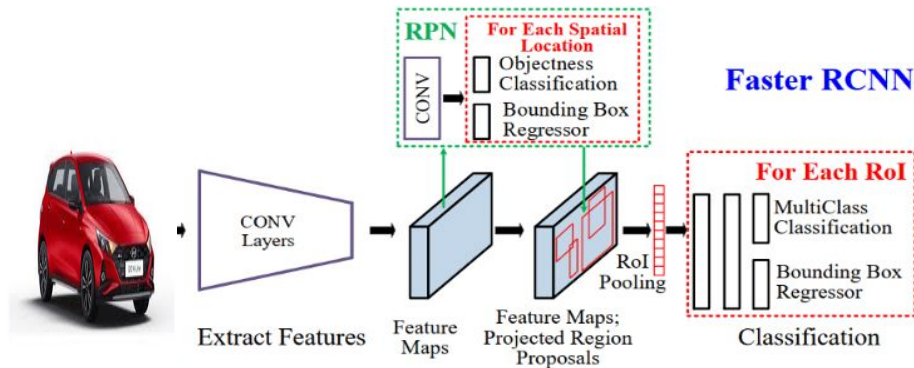 RPN
For Each Spatial
Location
CONV
Objectness
Classification
Bounding Box
Regressor
Faster RCNN
CONV
Layers
Extract Features
Feature
Maps
Feature Maps;
Projected Region
Proposals
RoI
Pooling
For Each RoI
MultiClass
Classification
Bounding Box
Regressor
Classification